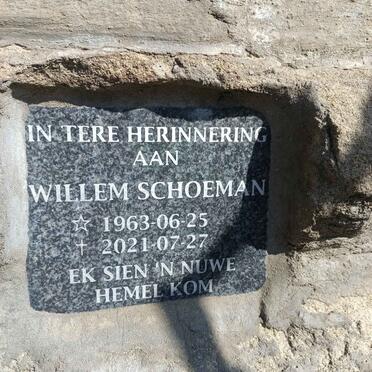 IN TERE HERINNERING
AAN
WILLEM SCHOEMAN
☆ 1963-06-25
† 2021-07-27
EK SIEN 'N NUWE
HEMEL KOM